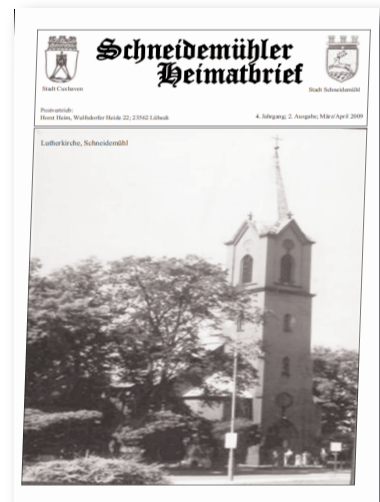 Schneidemühler
Heimatbrief
Stadt Cuxhaven
Stadt Schneidemühl
Postvertrieb:
Horst Heim, Wulfsdorfer Heide 22; 23562 Lübeck
4. Jahrgang; 2. Ausgabe; März/April 2009
Lutherkirche, Schneidemühl